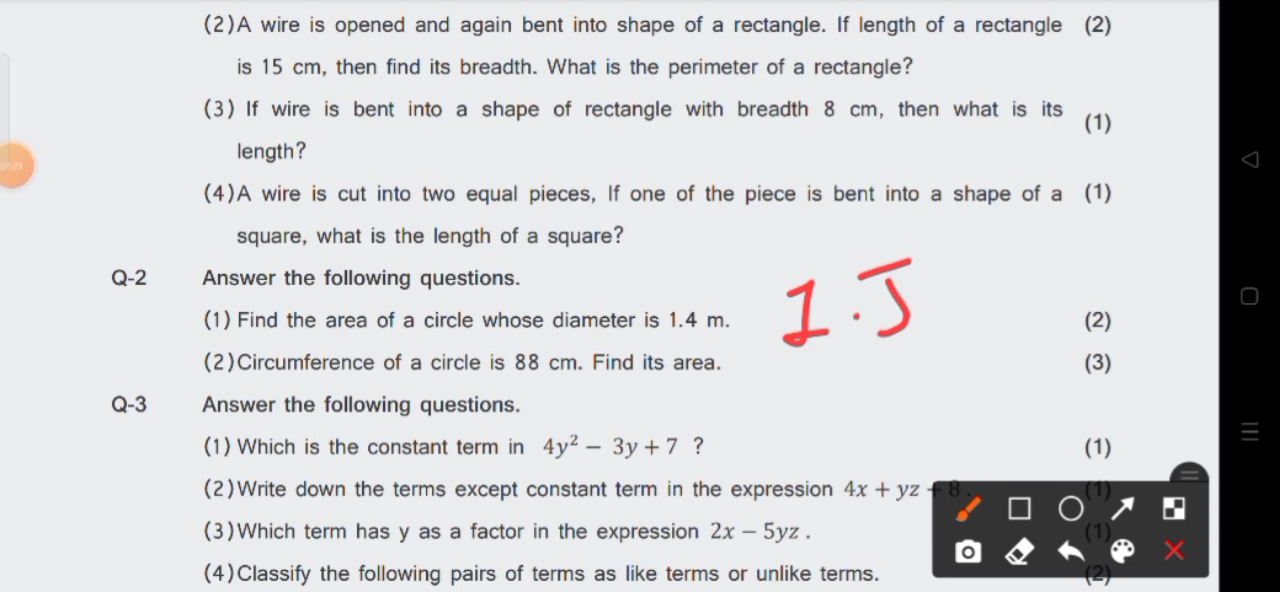 (2) A wire is opened and again bent into shape of a rectangle. If length of a rectangle (2)
is 15 cm, then find its breadth. What is the perimeter of a rectangle?
(3) If wire is bent into a shape of rectangle with breadth 8 cm, then what is its (1)
length?
(4) A wire is cut into two equal pieces, If one of the piece is bent into a shape of a (1)
square, what is the length of a square?
Q-2 Answer the following questions.
(1) Find the area of a circle whose diameter is 1.4 m. (2)
(2) Circumference of a circle is 88 cm. Find its area. (3)
Q-3 Answer the following questions.
(1) Which is the constant term in 4y² − 3y + 7 ? (1)
(2) Write down the terms except constant term in the expression 4x + yz + 8 . (1)
(3) Which term has y as a factor in the expression 2x − 5yz . (1)
(4) Classify the following pairs of terms as like terms or unlike terms. (2)